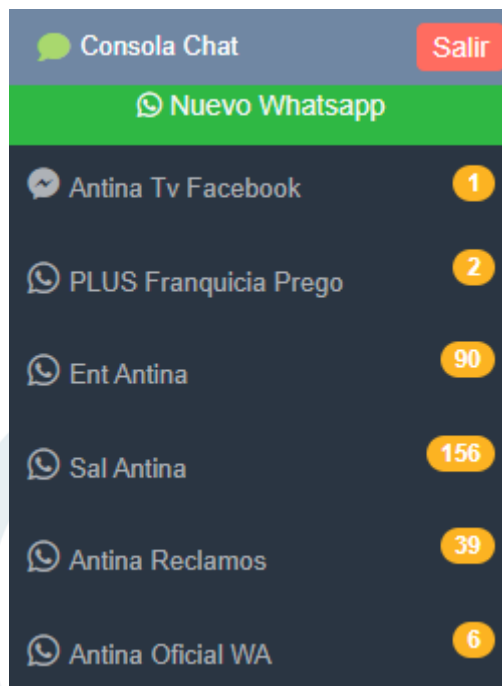 Consola Chat Salir
Nuevo Whatsapp
Antina Tv Facebook 1
PLUS Franquicia Prego 2
Ent Antina 90
Sal Antina 156
Antina Reclamos 39
Antina Oficial WA 6